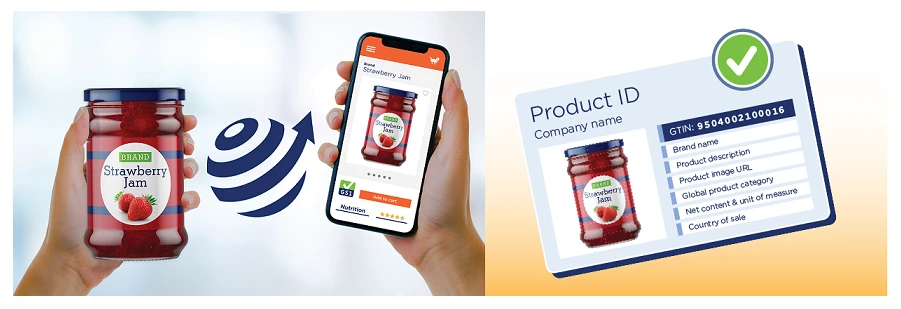 BRAND
Strawberry
Jam
Brand
Strawberry Jam
BRAND
Strawberry
Jam
GS1
Add to cart
Nutrition
Product ID
Company name
BRAND
Strawberry
Jam
GTIN: 9504002100016
Brand name
Product description
Product image URL
Global product category
Net content & unit of measure
Country of sale